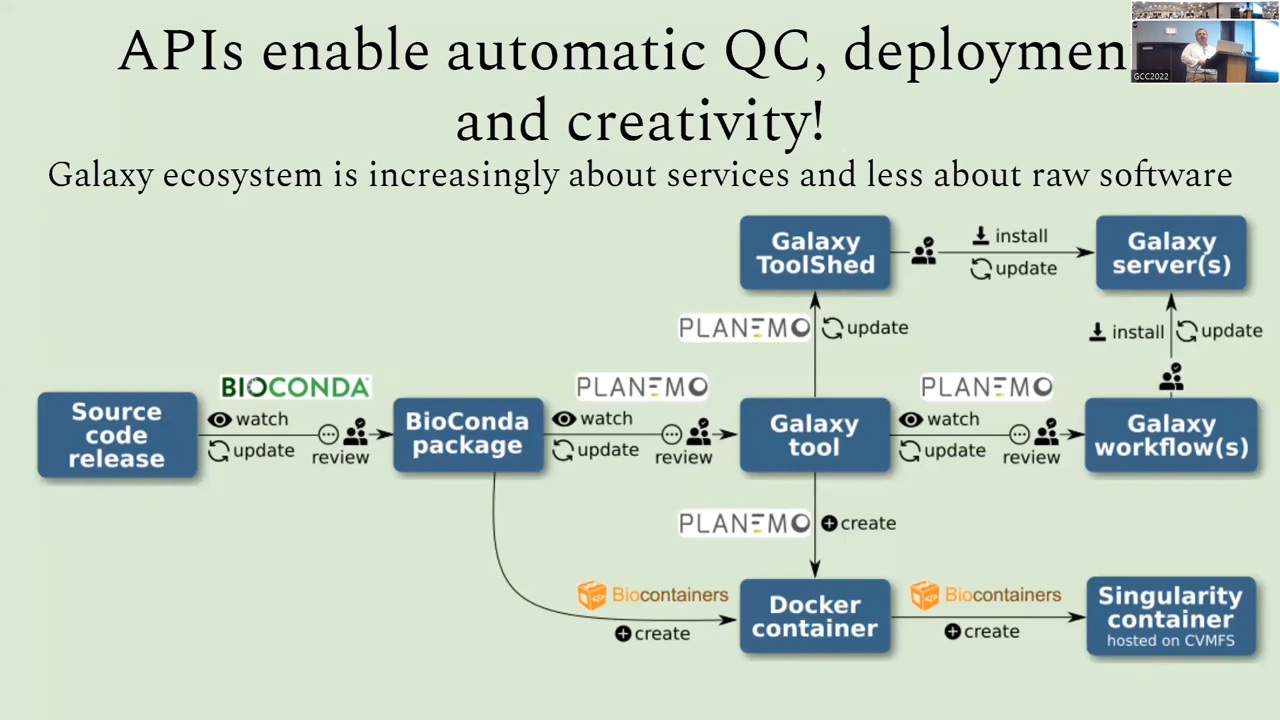 APIs enable automatic QC, deploymen
and creativity!
Galaxy ecosystem is increasingly about services and less about raw software
GCC2022
Galaxy
ToolShed
install
update
Galaxy
server(s)
PLANEMO
update
install
update
Source
code
release
BIOCONDA
watch
update
review
BioConda
package
PLANEMO
watch
update
review
Galaxy
tool
PLANEMO
watch
update
review
Galaxy
workflow(s)
PLANEMO
create
Biocontainers
create
Docker
container
Biocontainers
create
Singularity
container
hosted on CVMFS